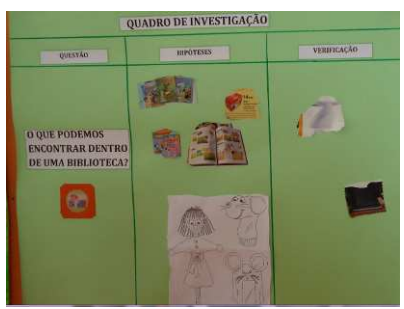 QUADRO DE INVESTIGAÇÃO
QUESTÃO
HIPÓTESES
VERIFICAÇÃO
O QUE PODEMOS
ENCONTRAR DENTRO
DE UMA BIBLIOTECA?